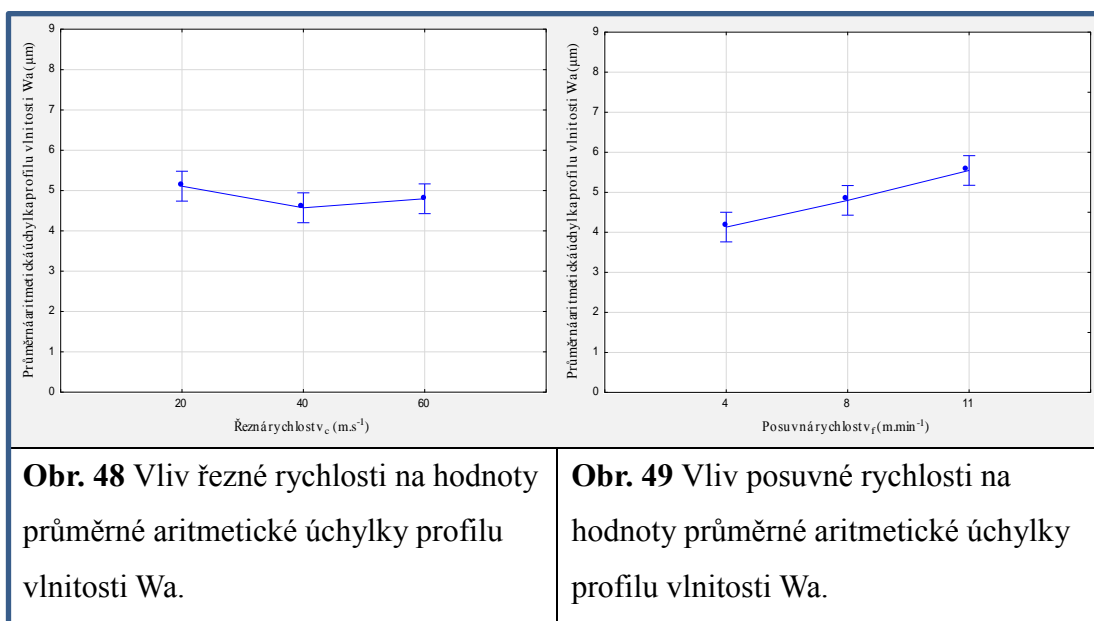 Průměrná aritmetická úchylka profilu vlnitosti Wa (µm)
9
8
7
6
5
4
3
2
1
0
20 40 60
Řezná rychlost v_c (m.s⁻¹)
Průměrná aritmetická úchylka profilu vlnitosti Wa (µm)
9
8
7
6
5
4
3
2
1
0
4 8 11
Posuvná rychlost v_f (m.min⁻¹)
Obr. 48 Vliv řezné rychlosti na hodnoty
průměrné aritmetické úchylky profilu
vlnitosti Wa.
Obr. 49 Vliv posuvné rychlosti na
hodnoty průměrné aritmetické úchylky
profilu vlnitosti Wa.